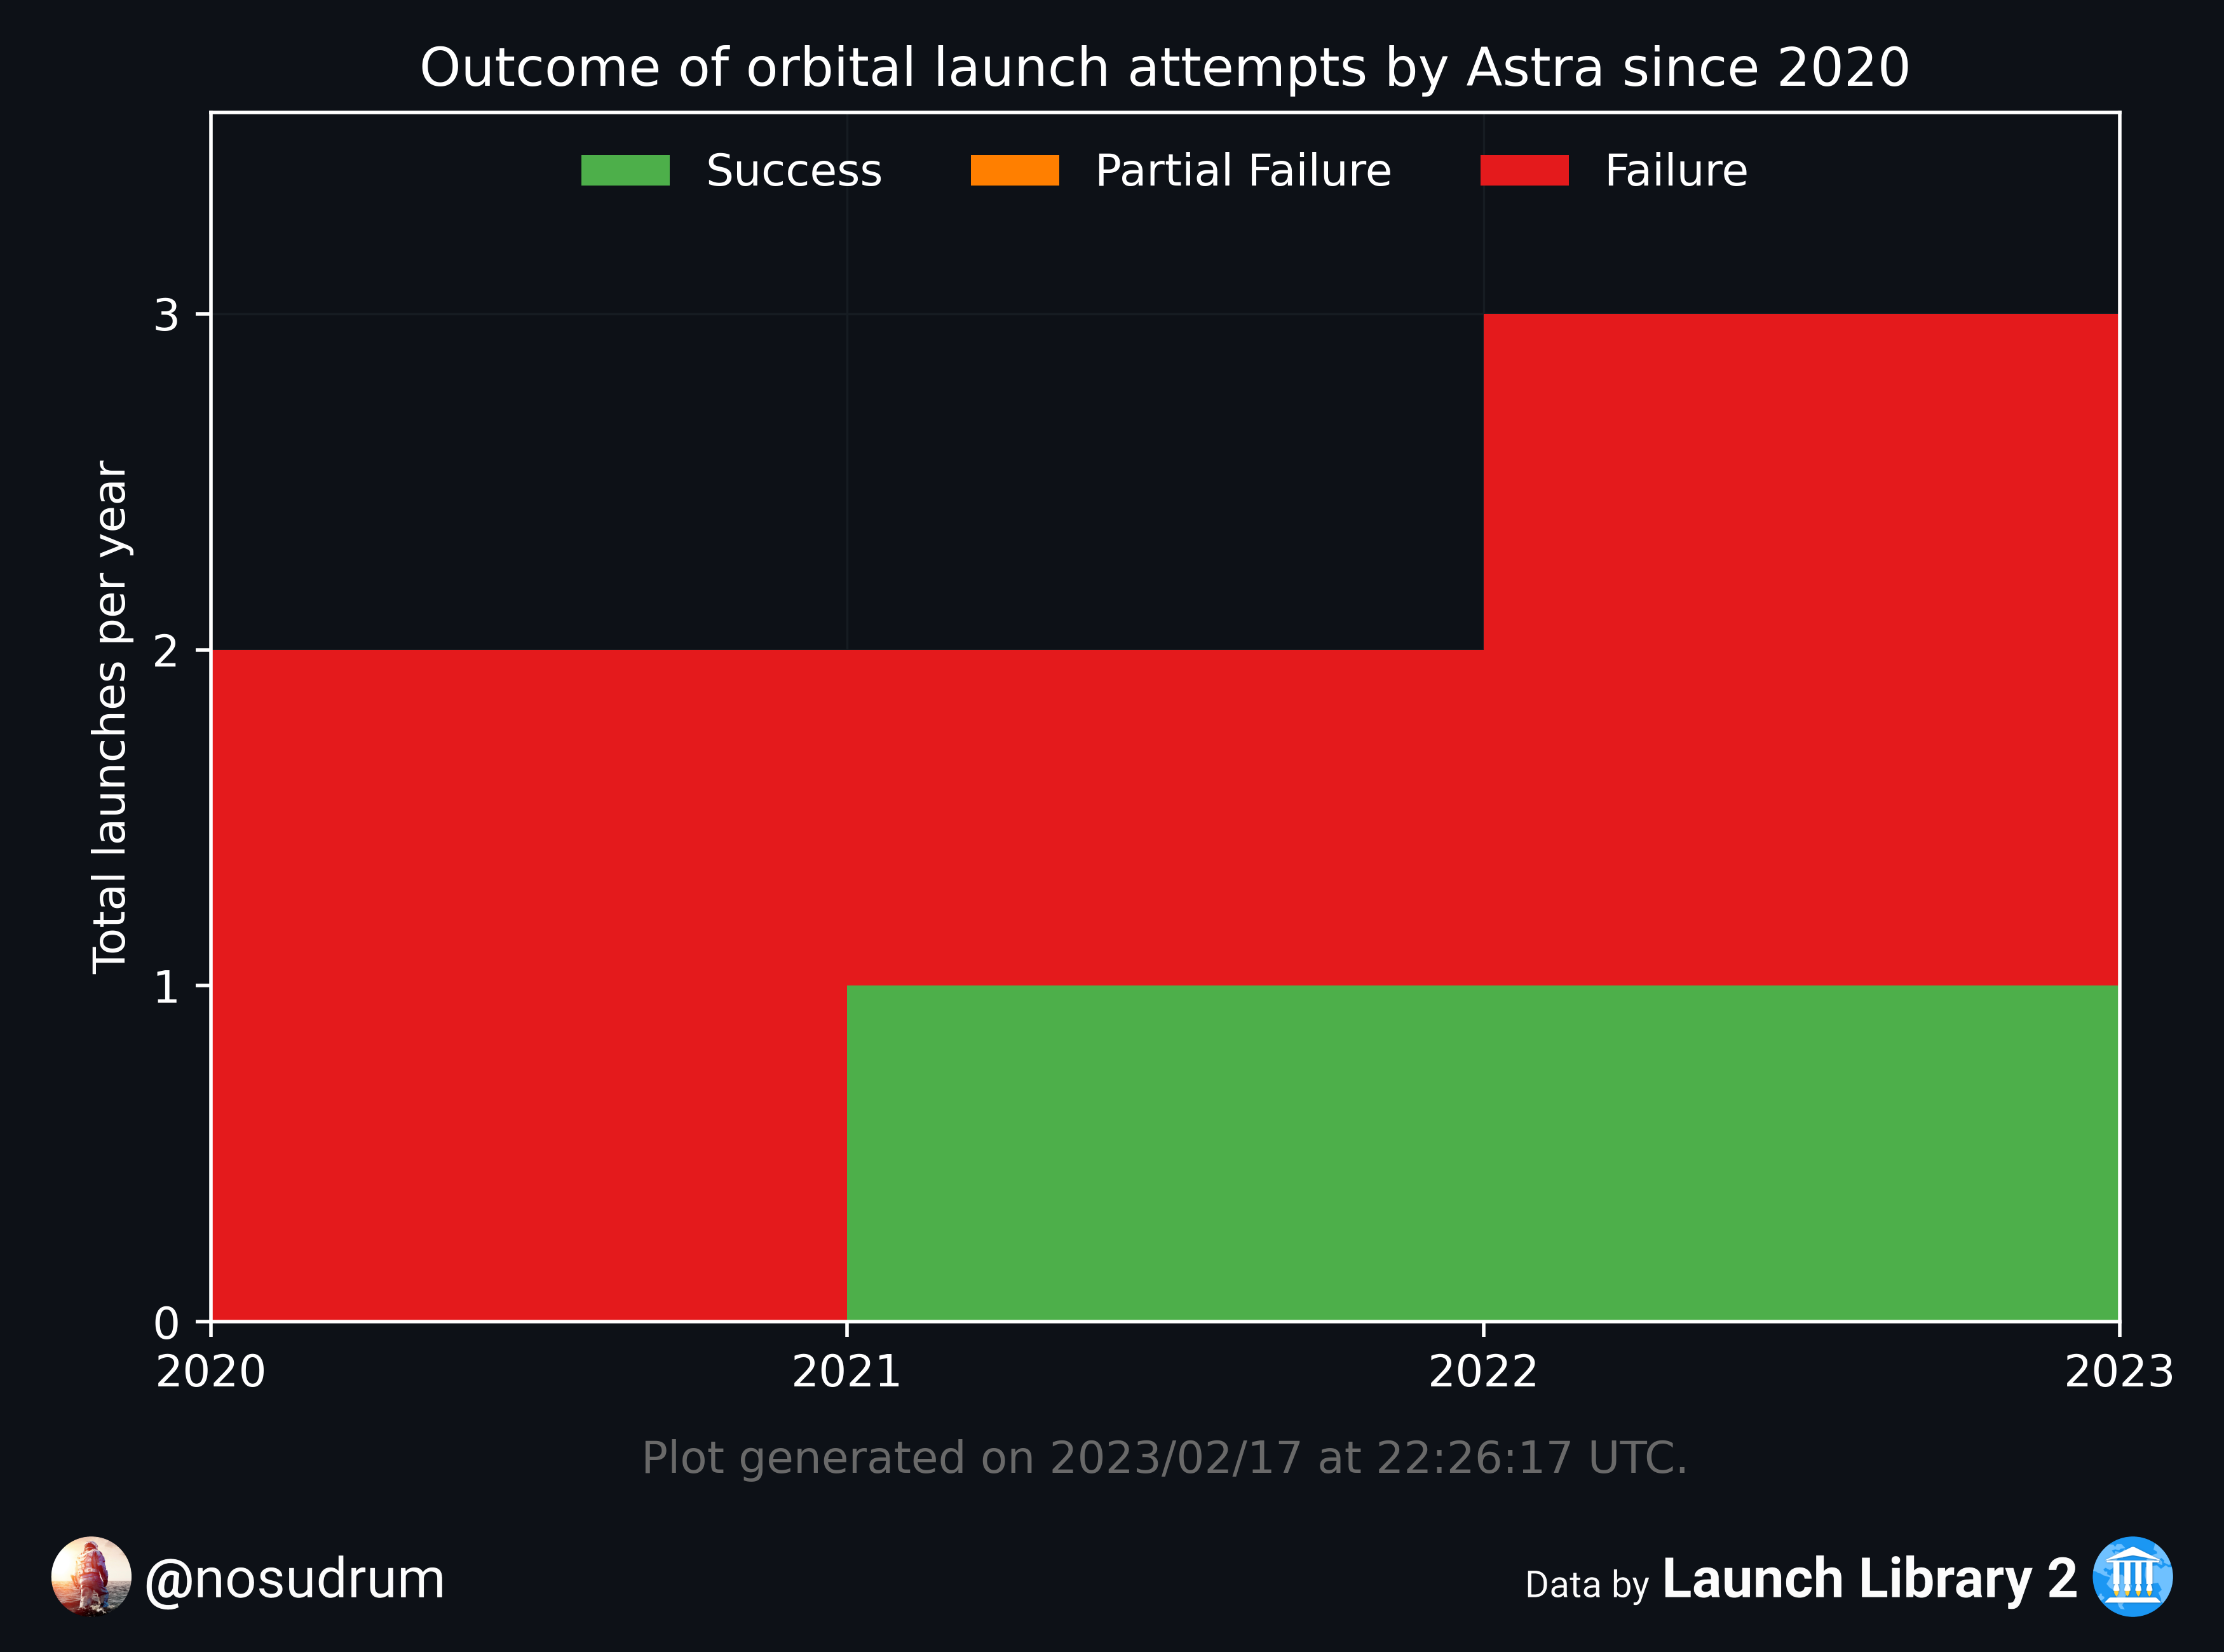 Outcome of orbital launch attempts by Astra since 2020
Success Partial Failure Failure
Total launches per year
3
2
1
0
2020 2021 2022 2023
Plot generated on 2023/02/17 at 22:26:17 UTC.
@nosudrum
Data by Launch Library 2